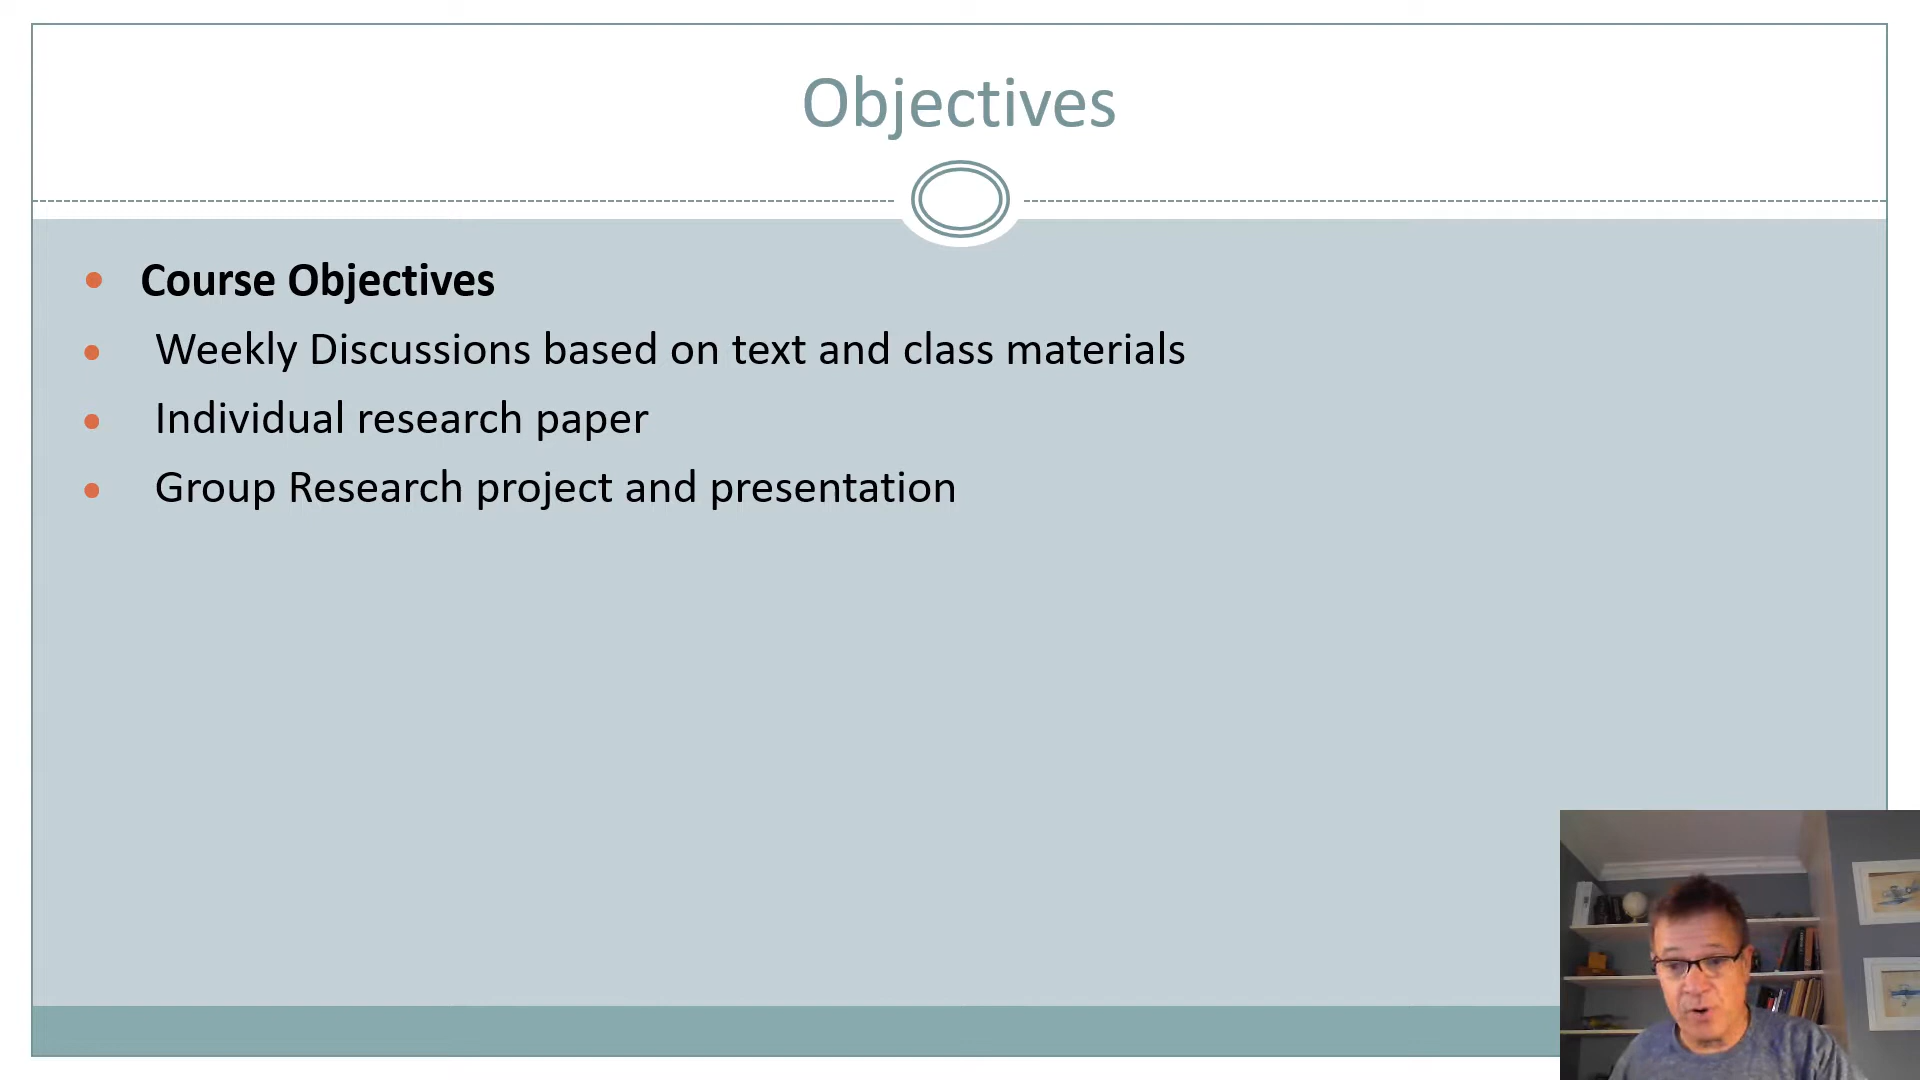 Objectives
Course Objectives
Weekly Discussions based on text and class materials
Individual research paper
Group Research project and presentation